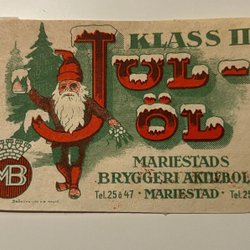 KLASS II
JUL-
ÖL
MARIESTADS
BRYGGERI AKTIEBOL
Tel. 25 & 47 · MARIESTAD · Tel. 25
MB